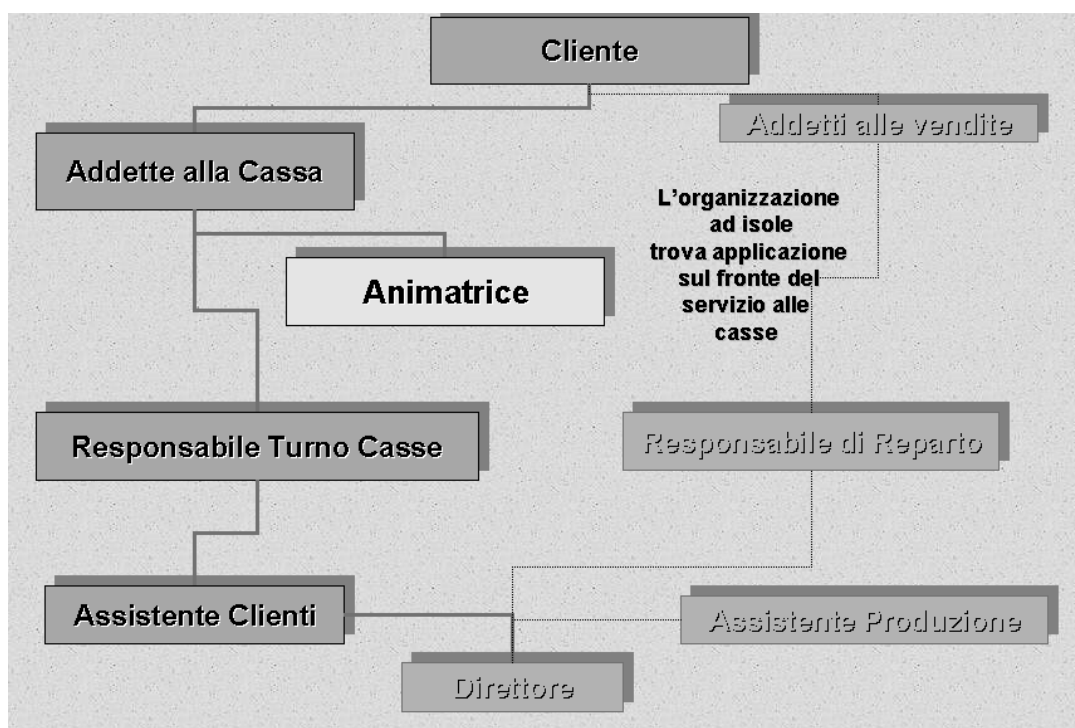 Cliente
Addetti alle vendite
Addette alla Cassa
L'organizzazione
ad isole
trova applicazione
sul fronte del
servizio alle
casse
Animatrice
Responsabile Turno Casse
Responsabile di Reparto
Assistente Clienti
Assistente Produzione
Direttore